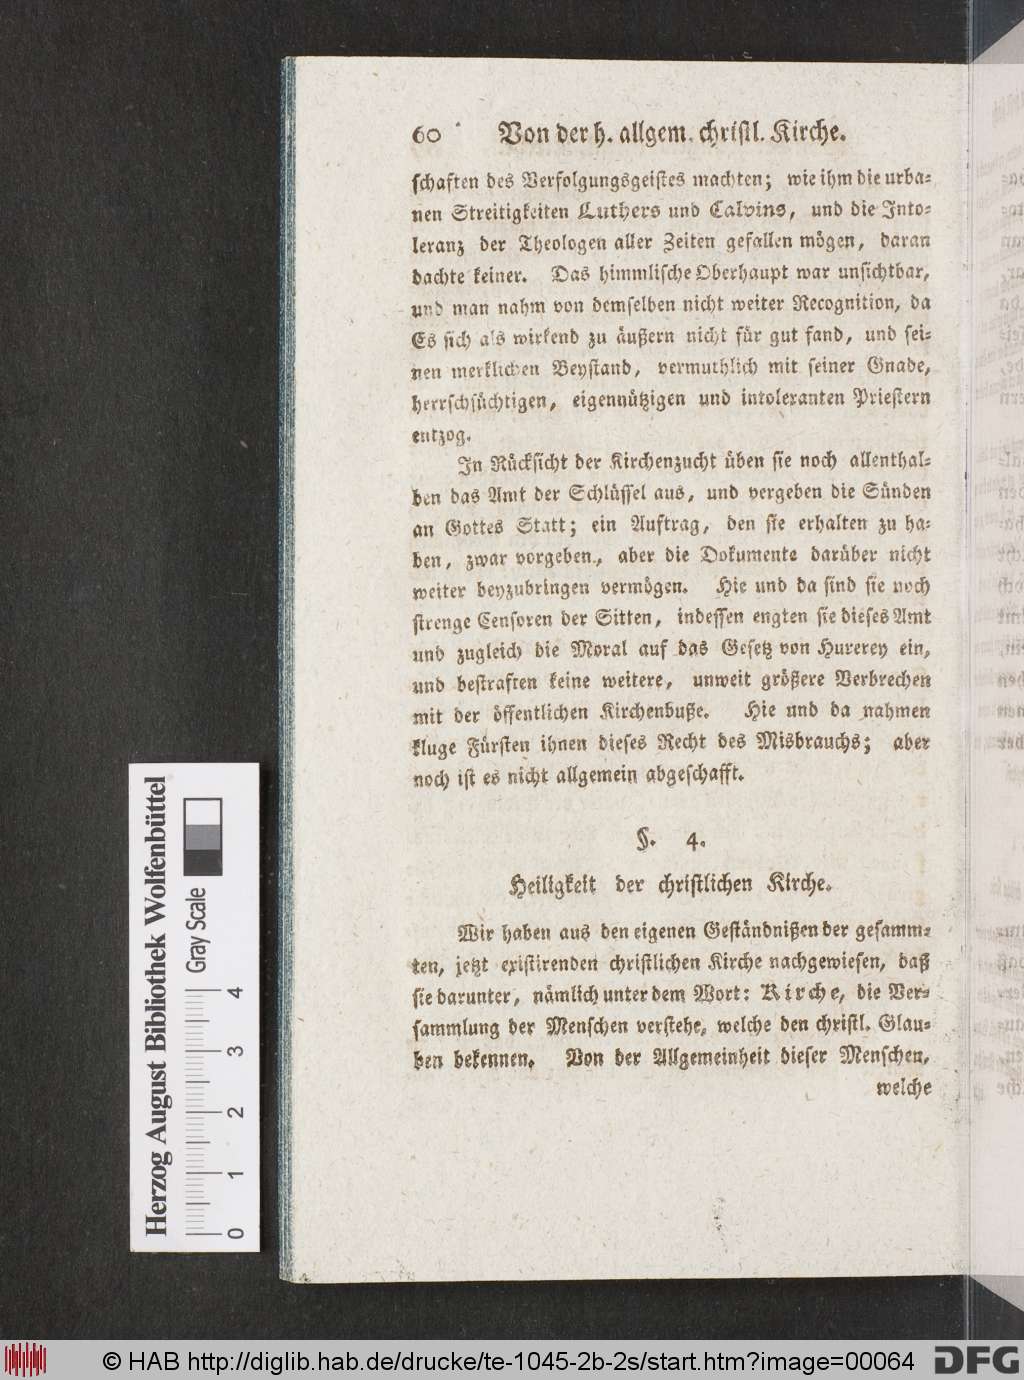 60 Von der h. allgem. christl. Kirche.
schaften des Verfolgungsgeistes machten; wie ihm die urba-
nen Streitigkeiten Luthers und Calvins, und die Into-
leranz der Theologen aller Zeiten gefallen mögen, daran
dachte keiner. Das himmlische Oberhaupt war unsichtbar,
und man nahm von demselben nicht weiter Recognition, da
Es sich als wirkend zu äußern nicht für gut fand, und sei-
nen merklichen Beystand, vermuthlich mit seiner Gnade,
herrschsüchtigen, eigennützigen und intoleranten Priestern
entzog.
In Rücksicht der Kirchenzucht üben sie noch allenthal-
ben das Amt der Schlüssel aus, und vergeben die Sünden
an Gottes Statt; ein Auftrag, den sie erhalten zu ha-
ben, zwar vorgeben, aber die Dokumente darüber nicht
weiter beyzubringen vermögen. Hie und da sind sie noch
strenge Censoren der Sitten, indessen engten sie dieses Amt
und zugleich die Moral auf das Gesetz von Hurerey ein,
und bestraften keine weitere, unweit größere Verbrechen
mit der öffentlichen Kirchenbuße. Hie und da nahmen
kluge Fürsten ihnen dieses Recht des Misbrauchs; aber
noch ist es nicht allgemein abgeschafft.
§. 4.
Heiligkeit der christlichen Kirche.
Wir haben aus den eigenen Geständnißen der gesamm-
ten, jetzt existirenden christlichen Kirche nachgewiesen, daß
sie darunter, nämlich unter dem Wort: Kirche, die Ver-
sammlung der Menschen verstehe, welche den christl. Glau-
ben bekennen. Von der Allgemeinheit dieser Menschen,
welche
Herzog August Bibliothek Wolfenbüttel
Gray Scale
0 1 2 3 4
© HAB http://diglib.hab.de/drucke/te-1045-2b-2s/start.htm?image=00064
DFG